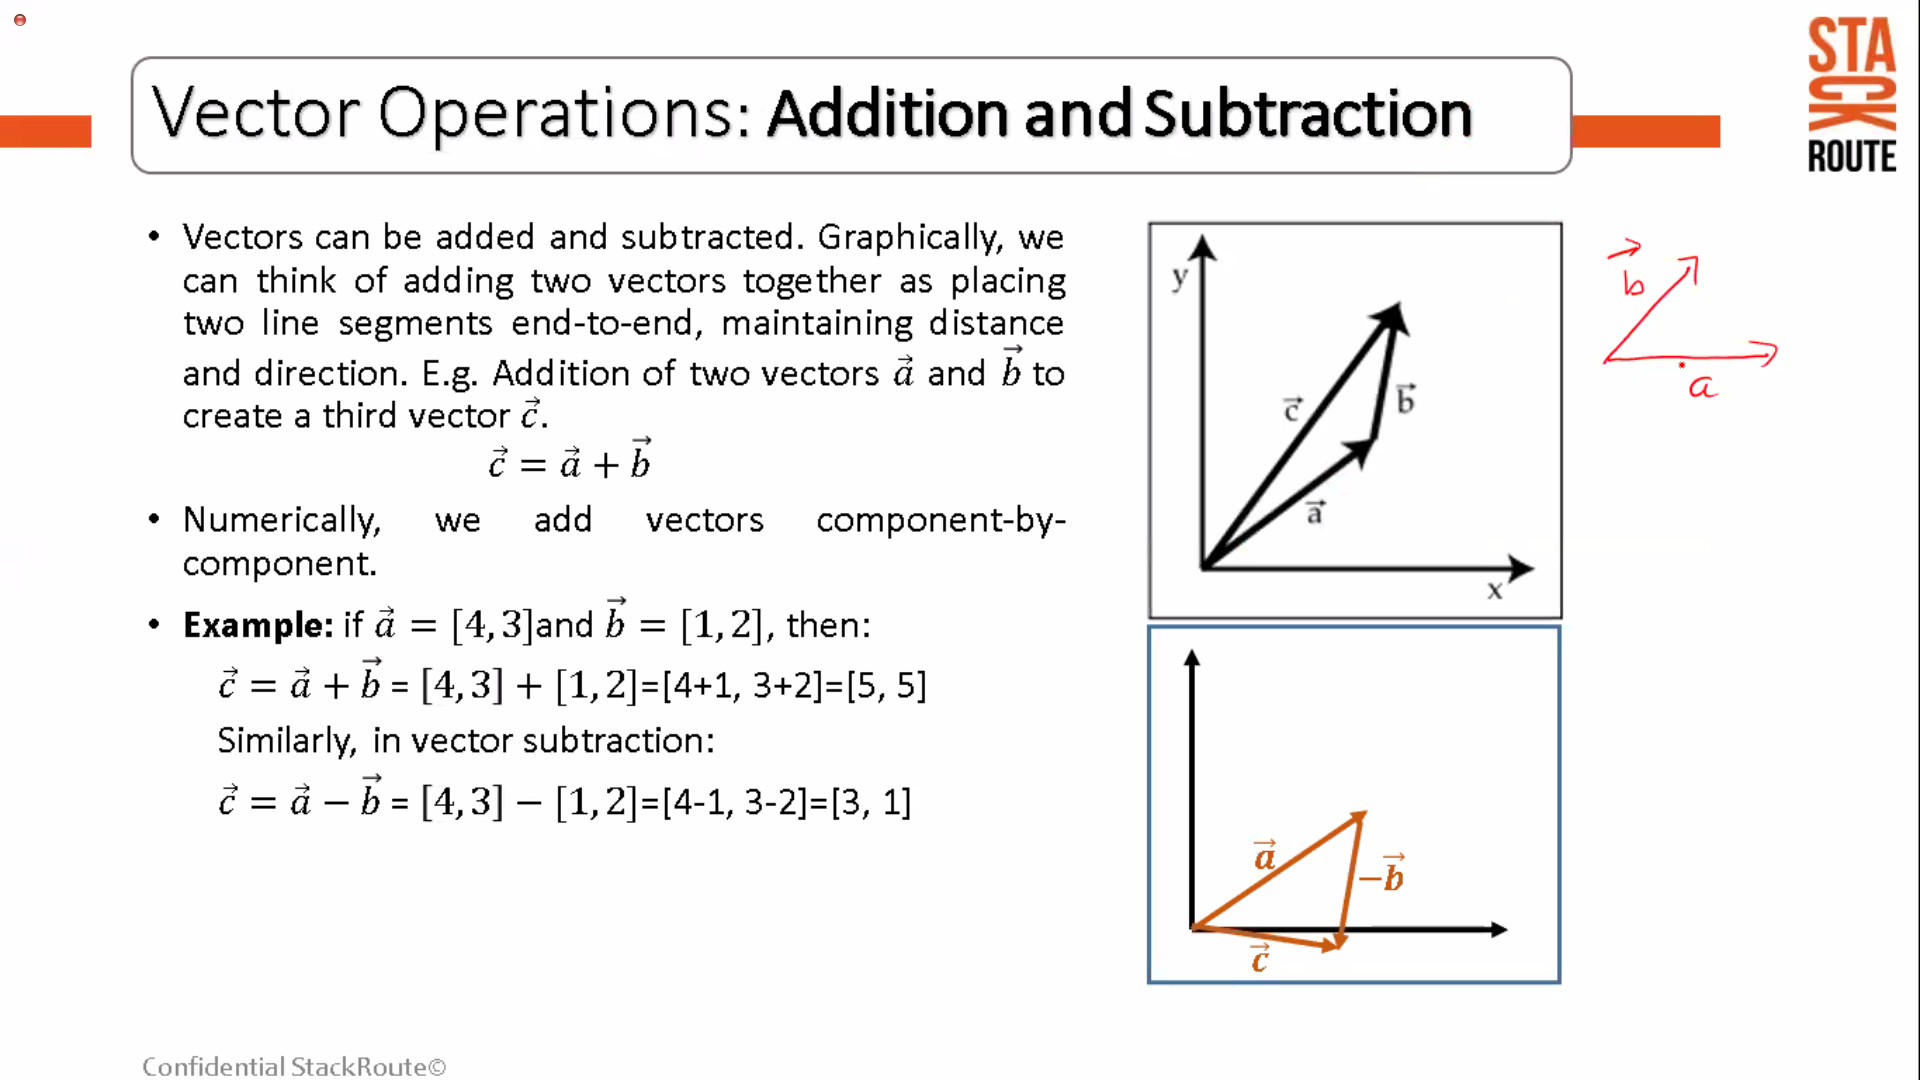 Vector Operations: Addition and Subtraction
STA
CK
ROUTE
• Vectors can be added and subtracted. Graphically, we
can think of adding two vectors together as placing
two line segments end-to-end, maintaining distance
and direction. E.g. Addition of two vectors a⃗ and b⃗ to
create a third vector c⃗.
c⃗ = a⃗ + b⃗
• Numerically, we add vectors component-by-
component.
• Example: if a⃗ = [4, 3]and b⃗ = [1, 2], then:
c⃗ = a⃗ + b⃗ = [4, 3] + [1, 2]=[4+1, 3+2]=[5, 5]
Similarly, in vector subtraction:
c⃗ = a⃗ − b⃗ = [4, 3] − [1, 2]=[4-1, 3-2]=[3, 1]
y
c⃗
b⃗
a⃗
x
b⃗
a
a⃗
−b⃗
c⃗
Confidential StackRoute©